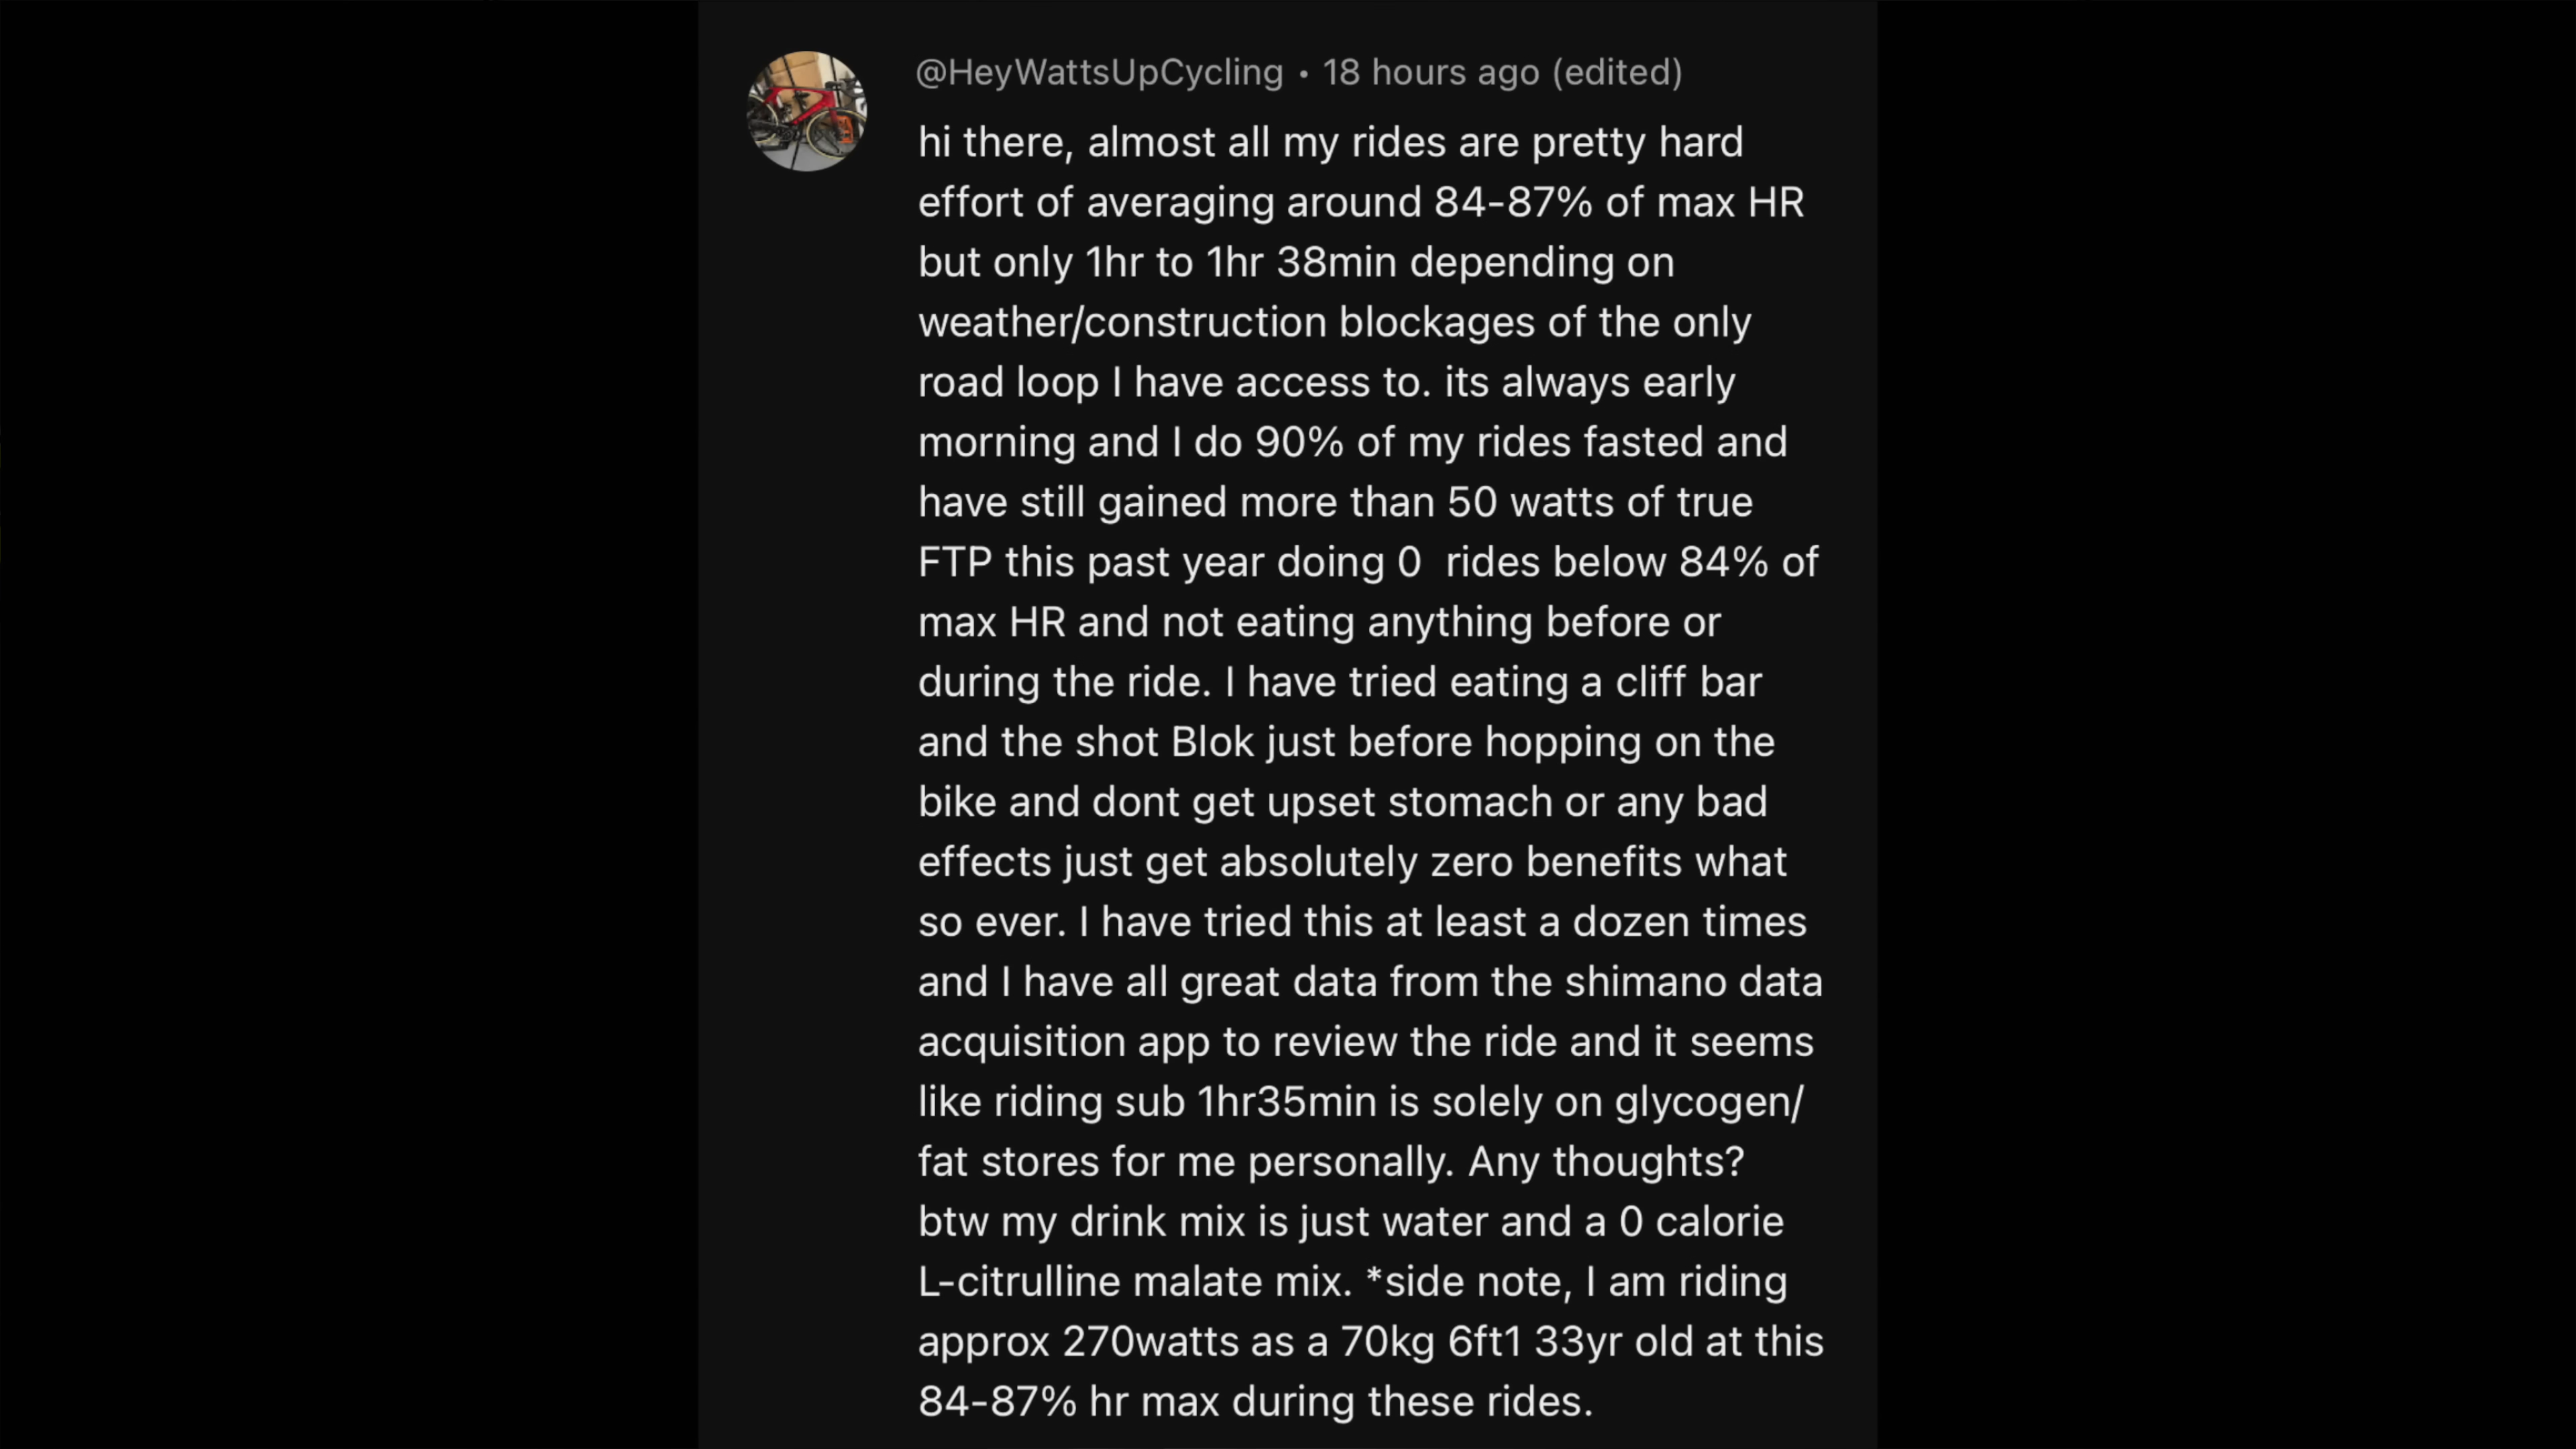 @HeyWattsUpCycling • 18 hours ago (edited)
hi there, almost all my rides are pretty hard
effort of averaging around 84-87% of max HR
but only 1hr to 1hr 38min depending on
weather/construction blockages of the only
road loop I have access to. its always early
morning and I do 90% of my rides fasted and
have still gained more than 50 watts of true
FTP this past year doing 0  rides below 84% of
max HR and not eating anything before or
during the ride. I have tried eating a cliff bar
and the shot Blok just before hopping on the
bike and dont get upset stomach or any bad
effects just get absolutely zero benefits what
so ever. I have tried this at least a dozen times
and I have all great data from the shimano data
acquisition app to review the ride and it seems
like riding sub 1hr35min is solely on glycogen/
fat stores for me personally. Any thoughts?
btw my drink mix is just water and a 0 calorie
L-citrulline malate mix. *side note, I am riding
approx 270watts as a 70kg 6ft1 33yr old at this
84-87% hr max during these rides.